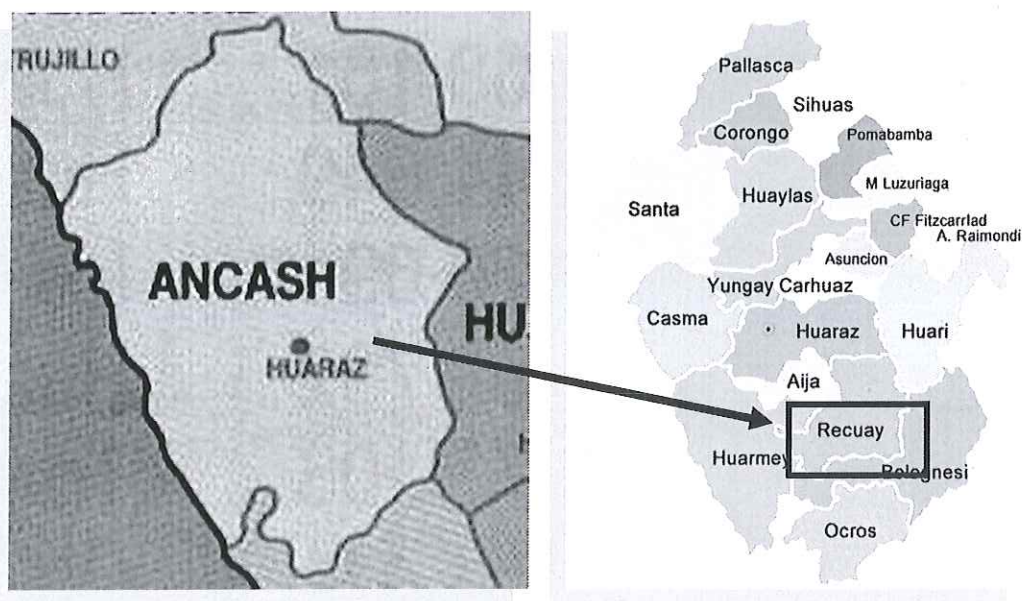 TRUJILLO
ANCASH
HU
HUARAZ
Pallasca
Sihuas
Corongo
Pomabamba
M Luzuriaga
Huaylas
Santa
CF Fitzcarrlad
A. Raimondi
Asuncion
Yungay Carhuaz
Casma
Huaraz
Huari
Aija
Recuay
Huarmey
Bolognesi
Ocros